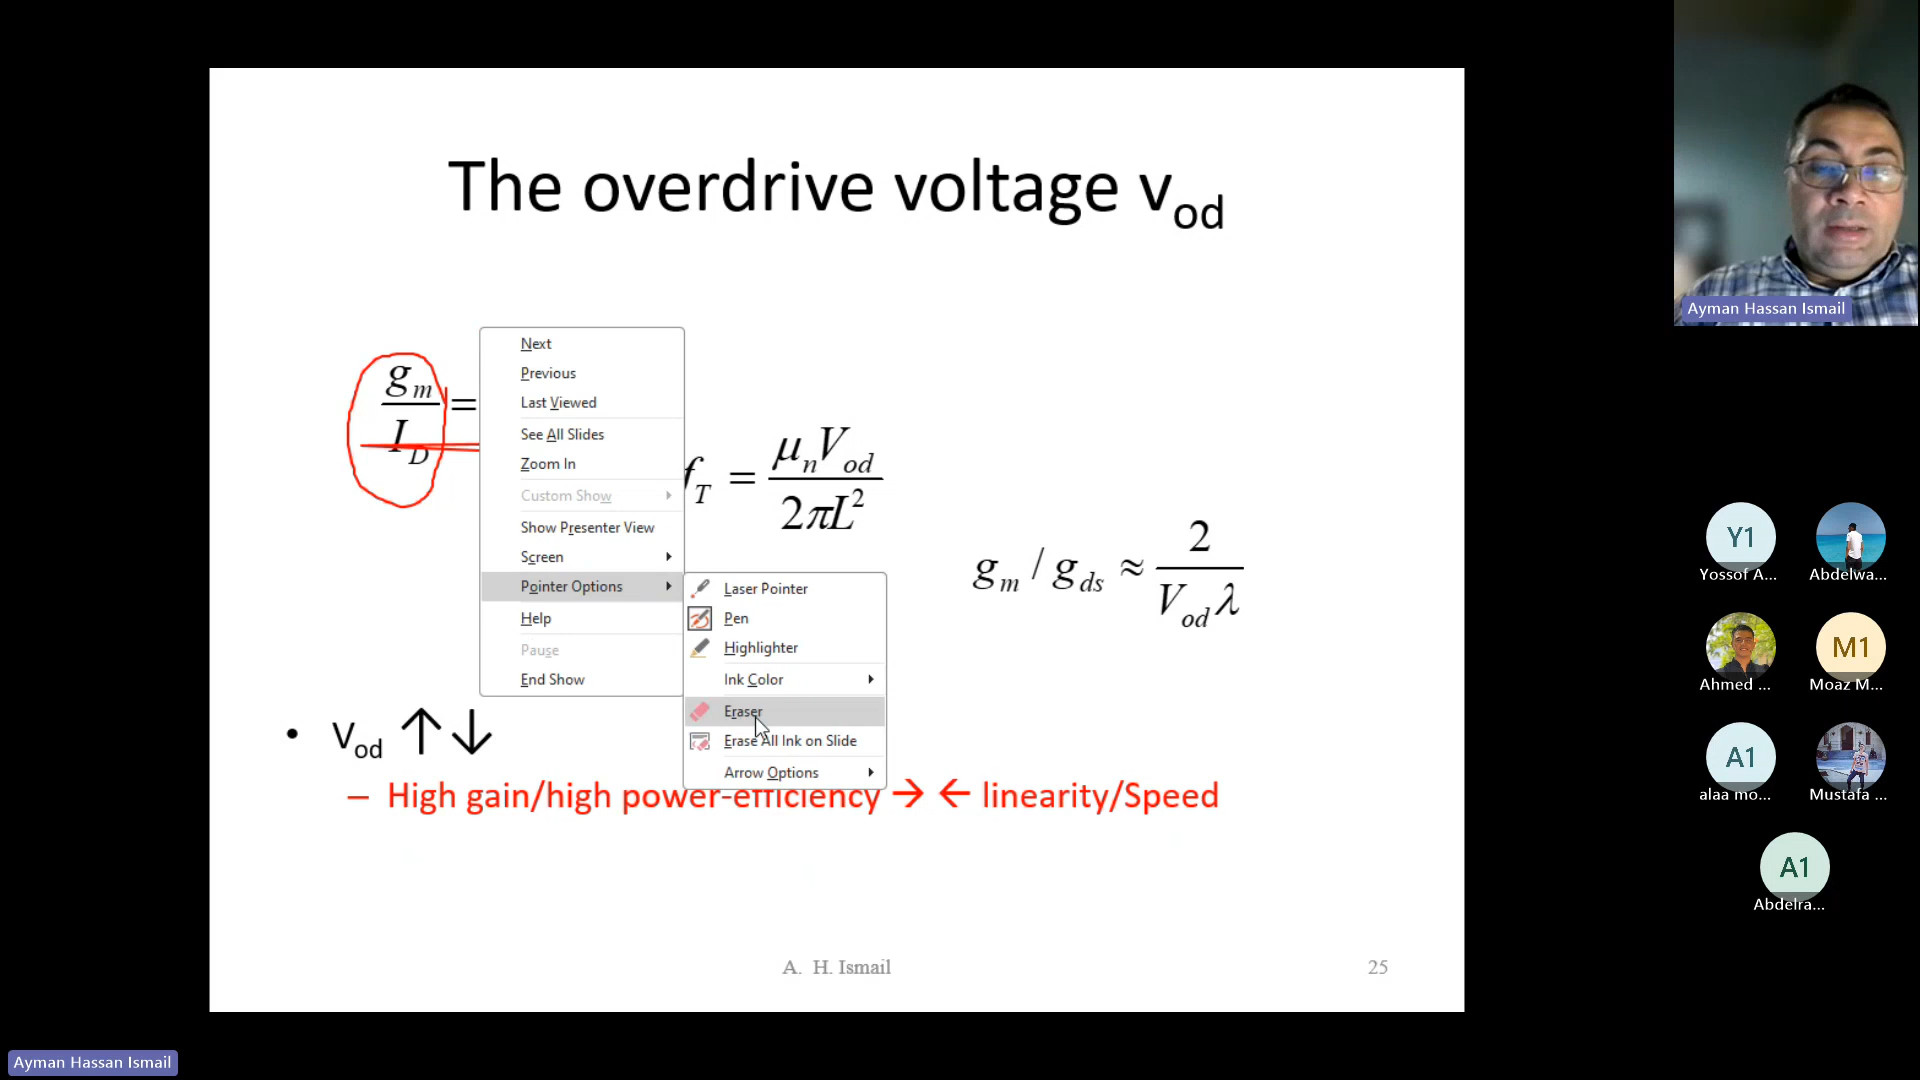 The overdrive voltage vod
gm
ID
=
fT = μnVod
2πL²
gm / gds ≈ 2
Vodλ
Next
Previous
Last Viewed
See All Slides
Zoom In
Custom Show
Show Presenter View
Screen
Pointer Options
Help
Pause
End Show
Laser Pointer
Pen
Highlighter
Ink Color
Eraser
Erase All Ink on Slide
Arrow Options
• Vod ↑↓
– High gain/high power-efficiency → ← linearity/Speed
A. H. Ismail
25
Ayman Hassan Ismail
Y1
Yossof A...
Abdelwa...
Ahmed ...
M1
Moaz M...
A1
alaa mo...
Mustafa ...
A1
Abdelra...
Ayman Hassan Ismail